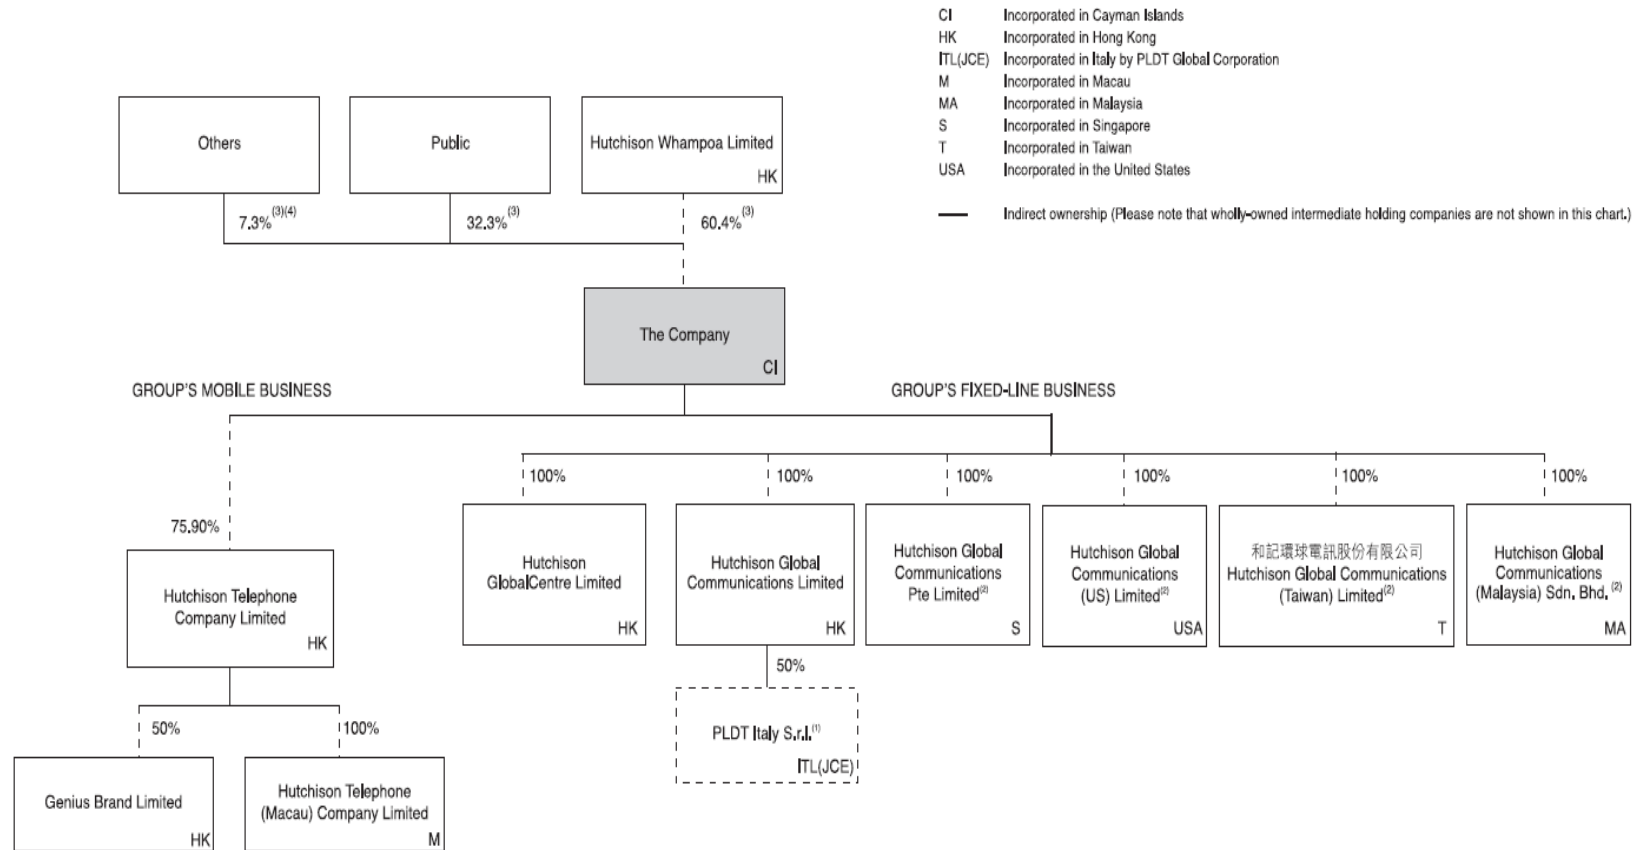 CI Incorporated in Cayman Islands
HK Incorporated in Hong Kong
ITL(JCE) Incorporated in Italy by PLDT Global Corporation
M Incorporated in Macau
MA Incorporated in Malaysia
S Incorporated in Singapore
T Incorporated in Taiwan
USA Incorporated in the United States
Indirect ownership (Please note that wholly-owned intermediate holding companies are not shown in this chart.)
Others
Public
Hutchison Whampoa Limited
HK
7.3%(3)(4)
32.3%(3)
60.4%(3)
The Company
CI
GROUP'S MOBILE BUSINESS
GROUP'S FIXED-LINE BUSINESS
75.90%
Hutchison Telephone
Company Limited
HK
50%
100%
Genius Brand Limited
HK
Hutchison Telephone
(Macau) Company Limited
M
100%
100%
100%
100%
100%
100%
Hutchison
GlobalCentre Limited
HK
Hutchison Global
Communications Limited
HK
Hutchison Global
Communications
Pte Limited(2)
S
Hutchison Global
Communications
(US) Limited(2)
USA
和記環球電訊股份有限公司
Hutchison Global Communications
(Taiwan) Limited(2)
T
Hutchison Global
Communications
(Malaysia) Sdn. Bhd. (2)
MA
50%
PLDT Italy S.r.l.(1)
ITL(JCE)